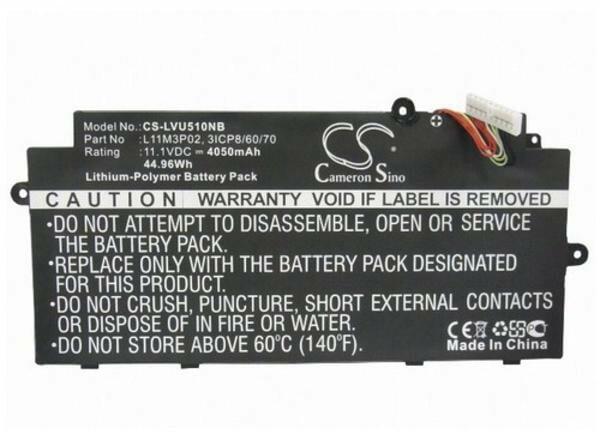 Model No.: CS-LVU510NB
Part No : L11M3P02, 3ICP8/60/70
Rating : 11.1VDC ⎓ 4050mAh
44.96Wh
Lithium-Polymer Battery Pack
CS
Cameron Sino
CAUTION WARRANTY VOID IF LABEL IS REMOVED
•DO NOT ATTEMPT TO DISASSEMBLE, OPEN OR SERVICE
THE BATTERY PACK.
•REPLACE ONLY WITH THE BATTERY PACK DESIGNATED
FOR THIS PRODUCT.
•DO NOT CRUSH, PUNCTURE, SHORT EXTERNAL CONTACTS
OR DISPOSE OF IN FIRE OR WATER.
•DO NOT STORE ABOVE 60°C (140°F).
CE
Made In China